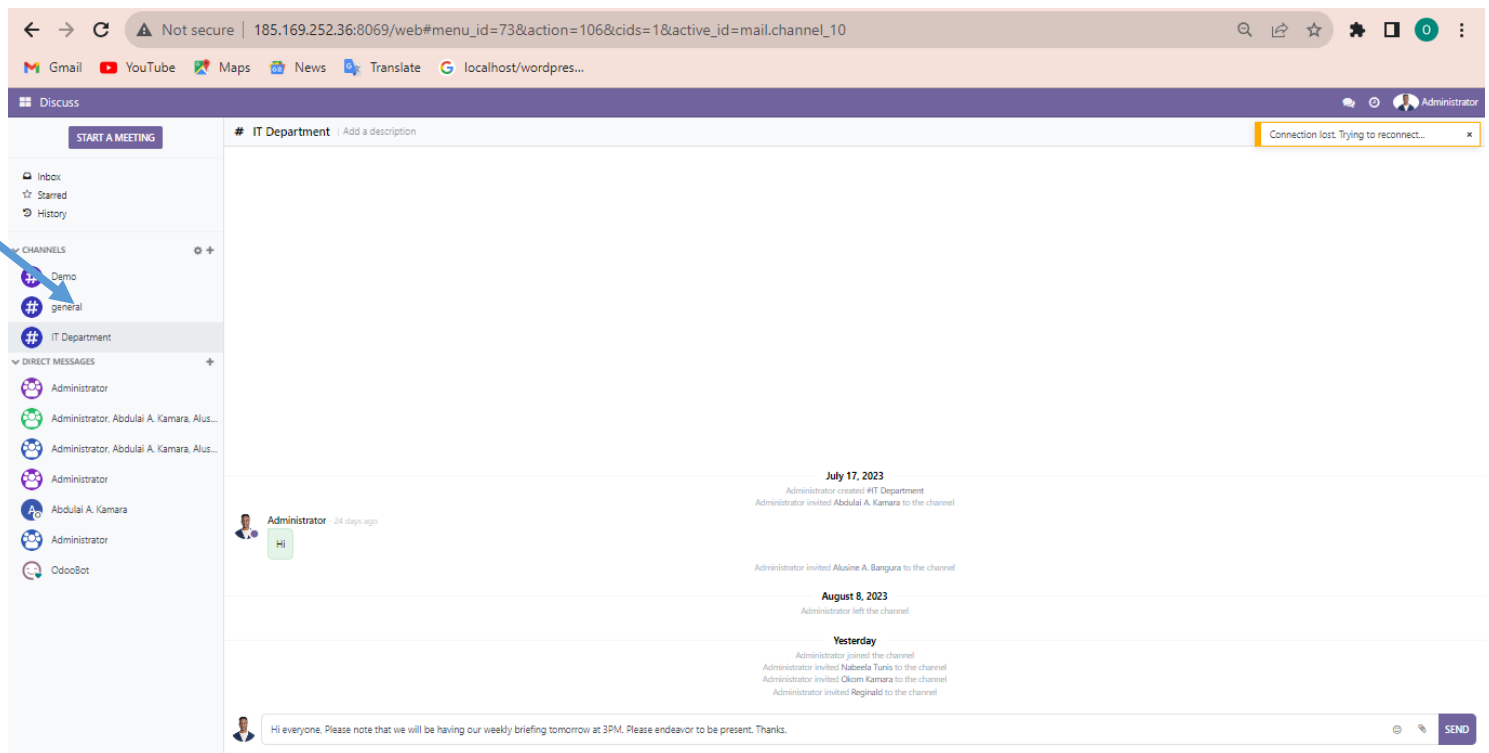 Not secure | 185.169.252.36:8069/web#menu_id=73&action=106&cids=1&active_id=mail.channel_10
O
Gmail YouTube Maps News Translate localhost/wordpres...
Discuss
Administrator
START A MEETING
# IT Department | Add a description
Connection lost. Trying to reconnect... ×
Inbox
Starred
History
CHANNELS
# Demo
# general
# IT Department
DIRECT MESSAGES
Administrator
Administrator, Abdulai A. Kamara, Alus...
Administrator, Abdulai A. Kamara, Alus...
Administrator
A Abdulai A. Kamara
Administrator
OdooBot
July 17, 2023
Administrator created #IT Department
Administrator invited Abdulai A. Kamara to the channel
Administrator - 24 days ago
Hi
Administrator invited Alusine A. Bangura to the channel
August 8, 2023
Administrator left the channel
Yesterday
Administrator joined the channel
Administrator invited Nabeela Tunis to the channel
Administrator invited Okom Kamara to the channel
Administrator invited Reginald to the channel
Hi everyone, Please note that we will be having our weekly briefing tomorrow at 3PM. Please endeavor to be present. Thanks.
SEND